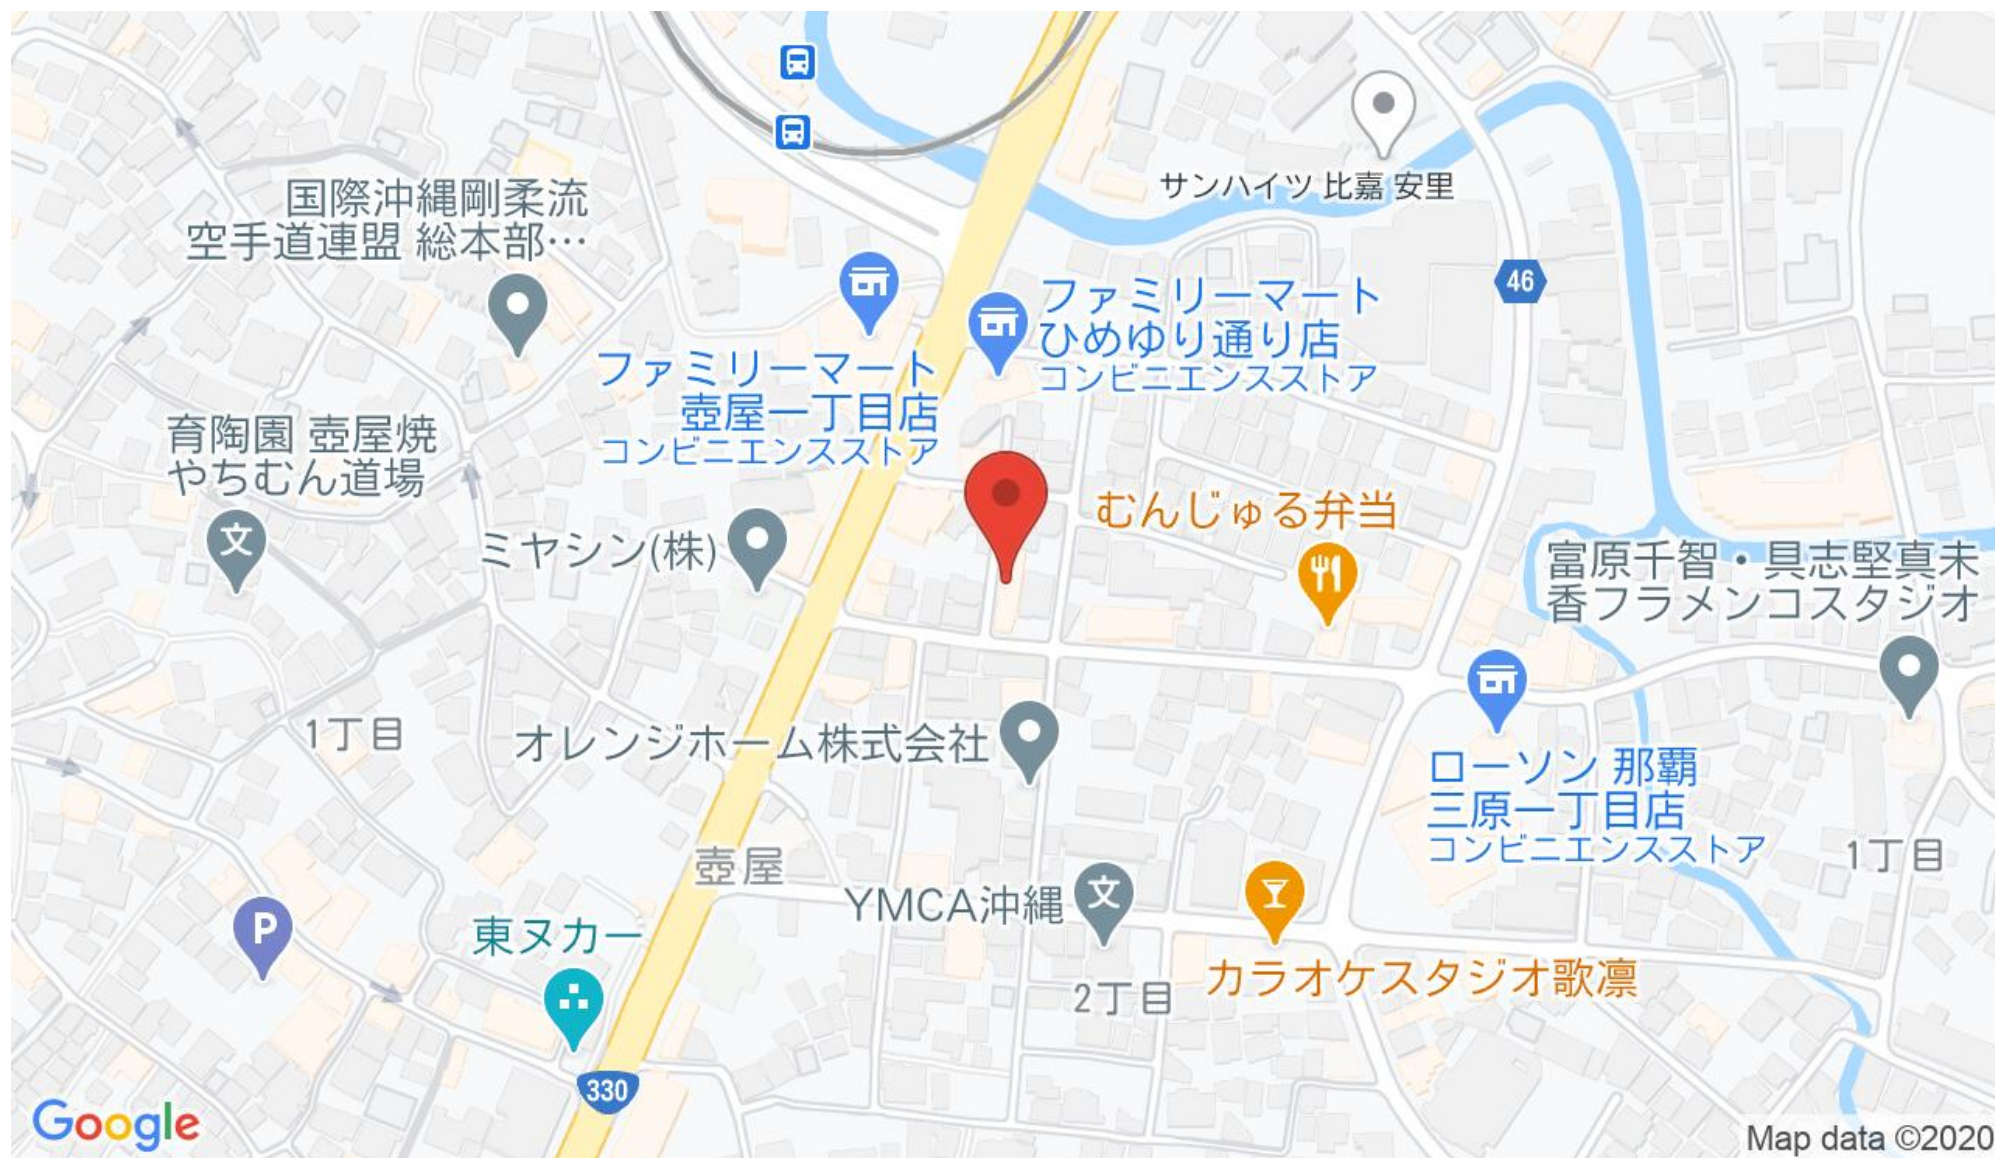 サンハイツ 比嘉 安里
国際沖縄剛柔流
空手道連盟 総本部…
46
ファミリーマート
ひめゆり通り店
コンビニエンスストア
ファミリーマート
壺屋一丁目店
コンビニエンスストア
育陶園 壺屋焼
やちむん道場
文
むんじゅる弁当
ミヤシン(株)
富原千智・具志堅真未
香フラメンコスタジオ
1丁目
オレンジホーム株式会社
ローソン 那覇
三原一丁目店
コンビニエンスストア
1丁目
壺屋
YMCA沖縄
文
P
東ヌカー
カラオケスタジオ歌凛
2丁目
330
Google
Map data ©2020